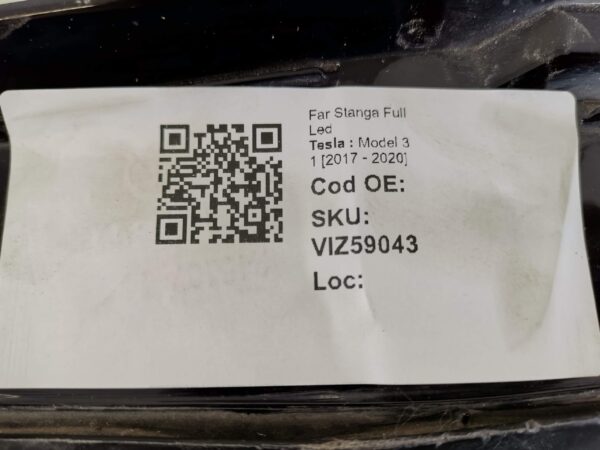 Far Stanga Full
Led
Tesla : Model 3
1 [2017 - 2020]
Cod OE:
SKU:
VIZ59043
Loc: